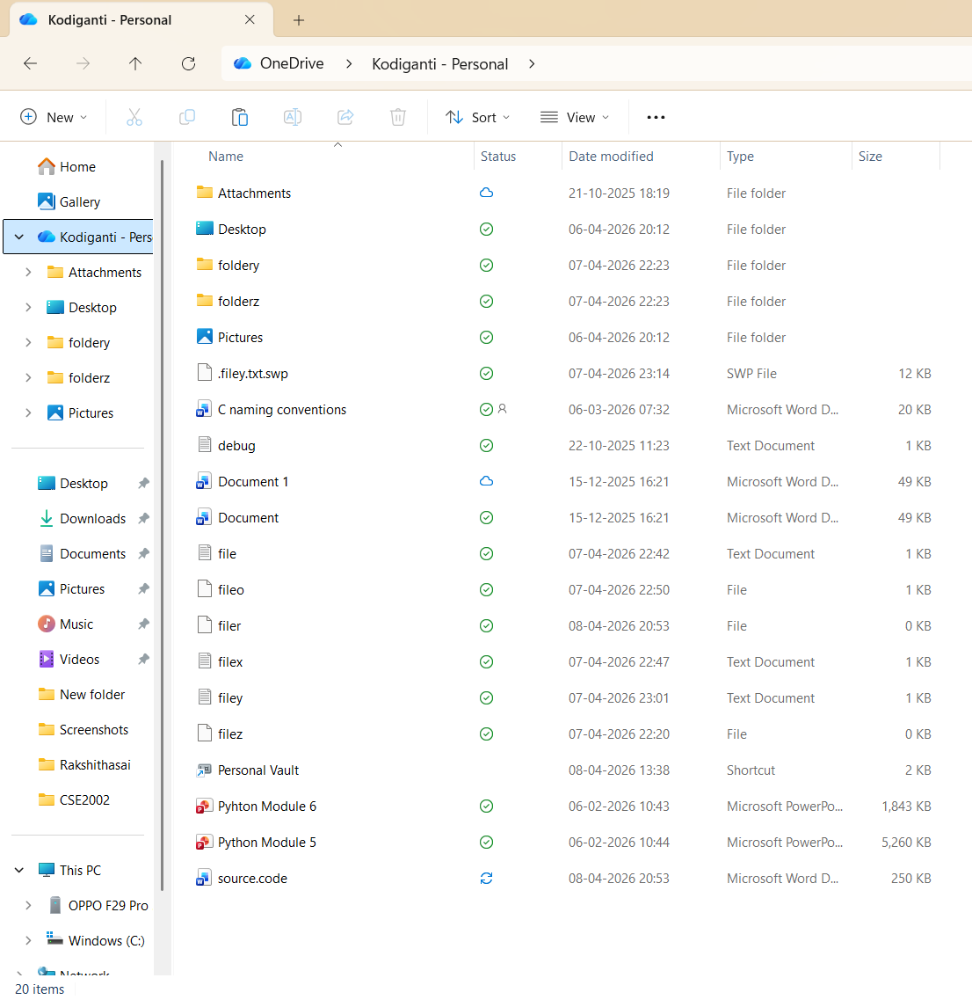 Kodiganti - Personal
OneDrive Kodiganti - Personal
New Sort View
Home
Gallery
Kodiganti - Pers
Attachments
Desktop
foldery
folderz
Pictures
Desktop
Downloads
Documents
Pictures
Music
Videos
New folder
Screenshots
Rakshithasai
CSE2002
This PC
OPPO F29 Pro
Windows (C:)
Network
Name Status Date modified Type Size
Attachments 21-10-2025 18:19 File folder
Desktop 06-04-2026 20:12 File folder
foldery 07-04-2026 22:23 File folder
folderz 07-04-2026 22:23 File folder
Pictures 06-04-2026 20:12 File folder
.filey.txt.swp 07-04-2026 23:14 SWP File 12 KB
C naming conventions 06-03-2026 07:32 Microsoft Word D... 20 KB
debug 22-10-2025 11:23 Text Document 1 KB
Document 1 15-12-2025 16:21 Microsoft Word D... 49 KB
Document 15-12-2025 16:21 Microsoft Word D... 49 KB
file 07-04-2026 22:42 Text Document 1 KB
fileo 07-04-2026 22:50 File 1 KB
filer 08-04-2026 20:53 File 0 KB
filex 07-04-2026 22:47 Text Document 1 KB
filey 07-04-2026 23:01 Text Document 1 KB
filez 07-04-2026 22:20 File 0 KB
Personal Vault 08-04-2026 13:38 Shortcut 2 KB
Pyhton Module 6 06-02-2026 10:43 Microsoft PowerPo... 1,843 KB
Python Module 5 06-02-2026 10:44 Microsoft PowerPo... 5,260 KB
source.code 08-04-2026 20:53 Microsoft Word D... 250 KB
20 items